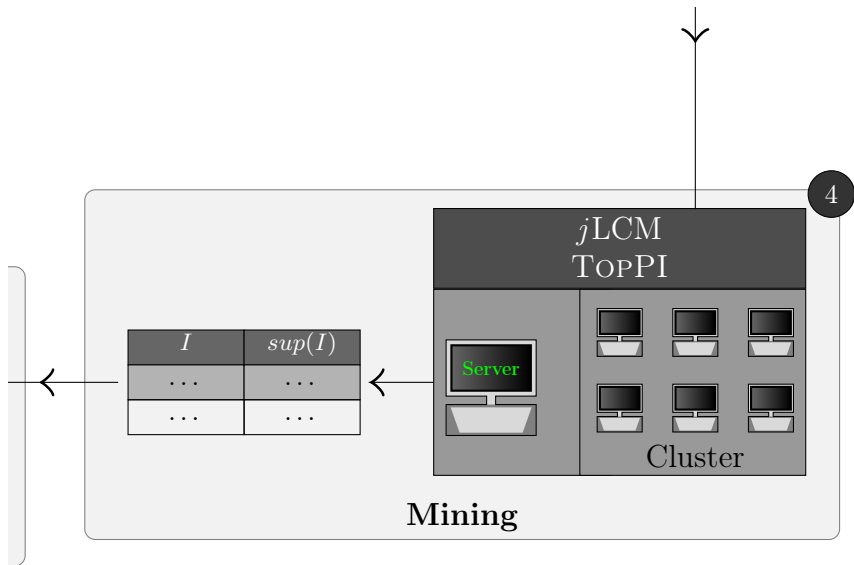 4
jLCM
TOPPI
I sup(I)
... ...
... ...
Server
Cluster
Mining